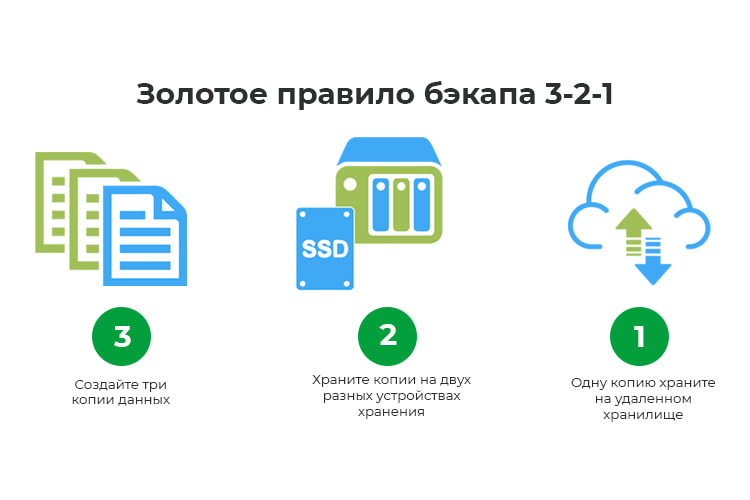 Золотое правило бэкапа 3-2-1
SSD
3
Создайте три
копии данных
2
Храните копии на двух
разных устройствах
хранения
1
Одну копию храните
на удаленном
хранилище